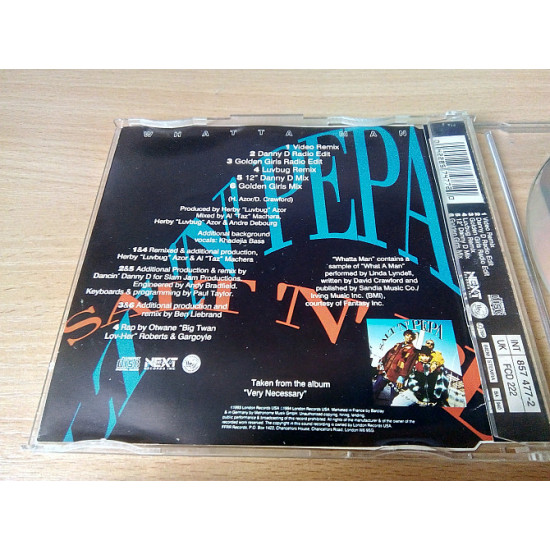 WHATTA MAN
1 Video Remix
2 Danny D Radio Edit
3 Golden Girls Radio Edit
4 Luvbug Remix
5 12" Danny D Mix
6 Golden Girls Mix
(H. Azor/D. Crawford)
Produced by Herby "Luvbug" Azor
Mixed by Al "Taz" Machera,
Herby "Luvbug" Azor & Andre Debourg
Additional background
vocals: Khadejia Bass
1&4 Remixed & additional production,
Herby "Luvbug" Azor & Al "Taz" Machera
2&5 Additional Production & remix by
Dancin' Danny D for Slam Jam Productions
Engineered by Andy Bradfield.
Keyboards & programming by Paul Taylor.
3&6 Additional production and
remix by Ben Liebrand
4 Rap by Otwane "Big Twan
Lov-Her" Roberts & Gargoyle
"Whatta Man" contains a
sample of "What A Man"
performed by Linda Lyndell,
written by David Crawford and
published by Sandia Music Co./
Irving Music Inc. (BMI),
courtesy of Fantasy Inc.
SALT 'N' PEPA
NEXT
Taken from the album
"Very Necessary"
INT 857 477-2
UK FCD 222